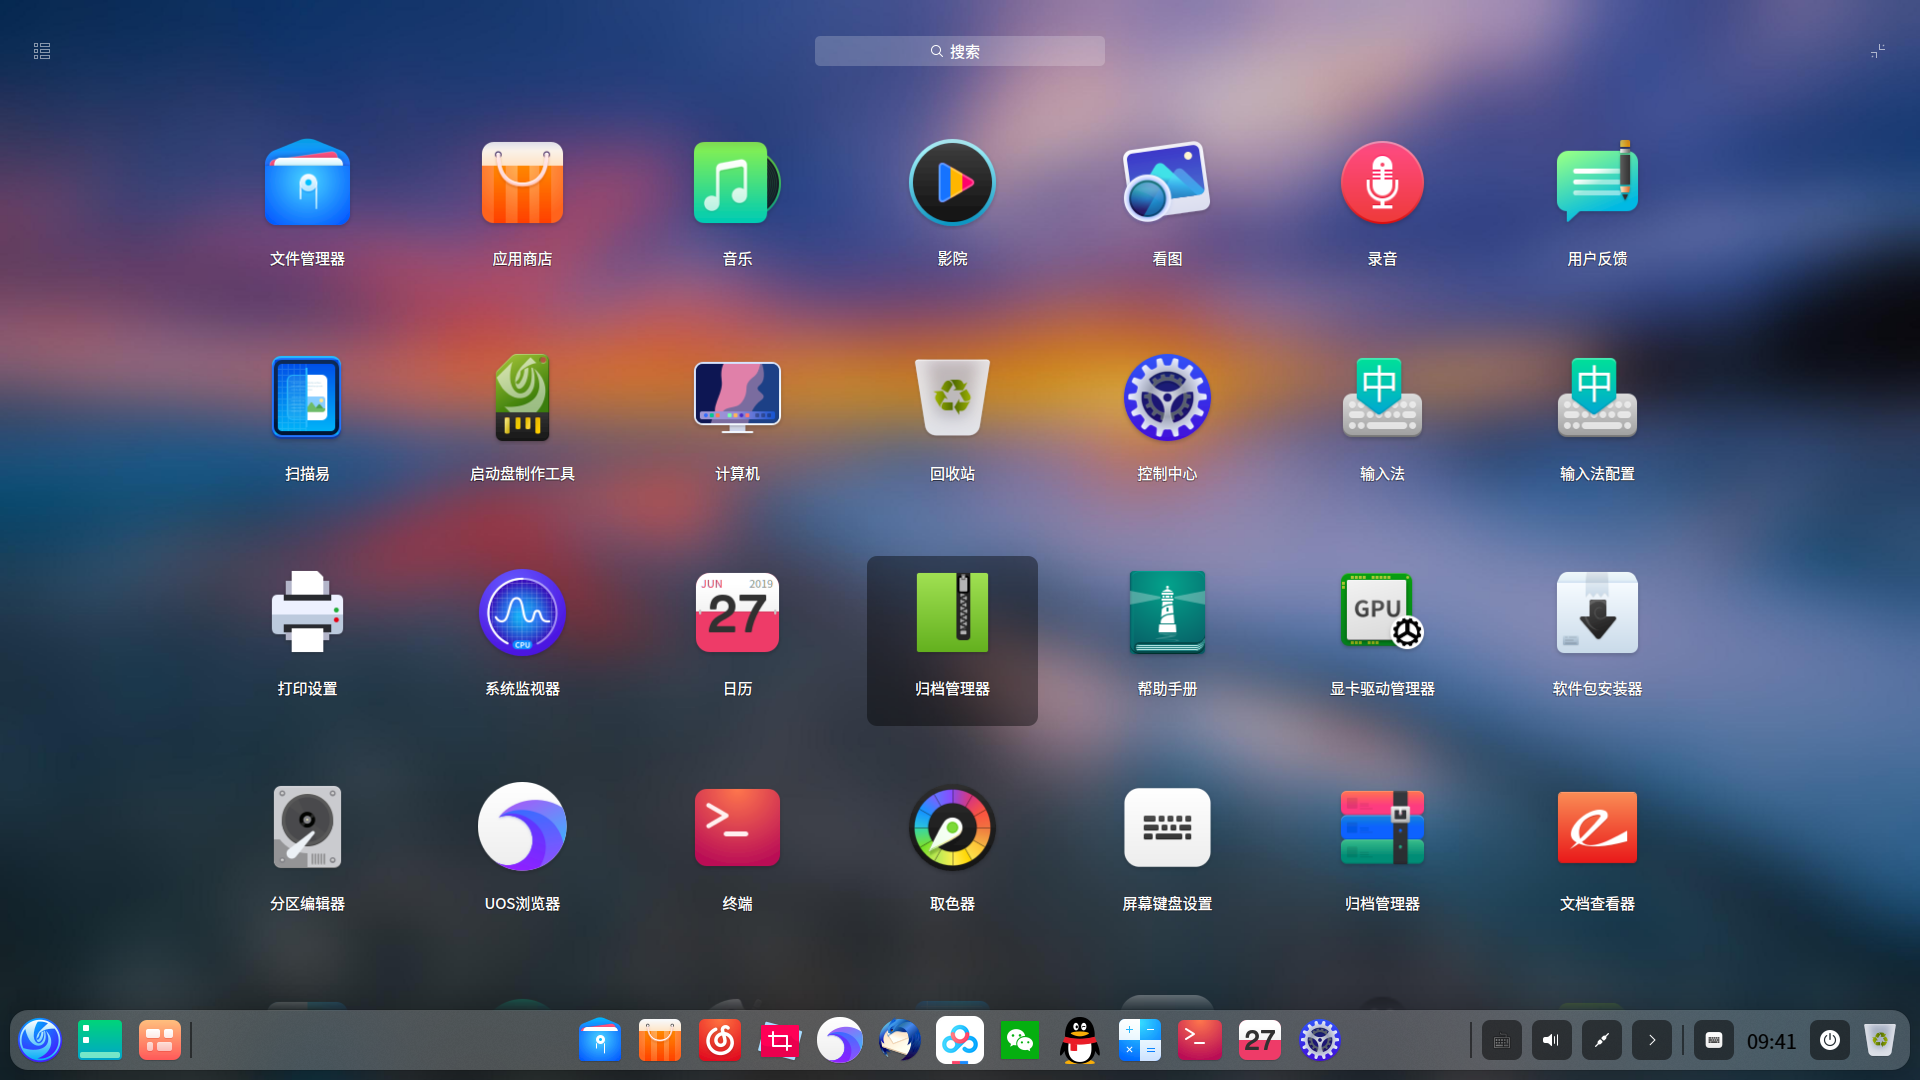 搜索
文件管理器
应用商店
音乐
影院
看图
录音
用户反馈
中
中
扫描易
启动盘制作工具
计算机
回收站
控制中心
输入法
输入法配置
JUN 2019
27
CPU
GPU
打印设置
系统监视器
日历
归档管理器
帮助手册
显卡驱动管理器
软件包安装器
分区编辑器
UOS浏览器
终端
取色器
屏幕键盘设置
归档管理器
文档查看器
27
09:41